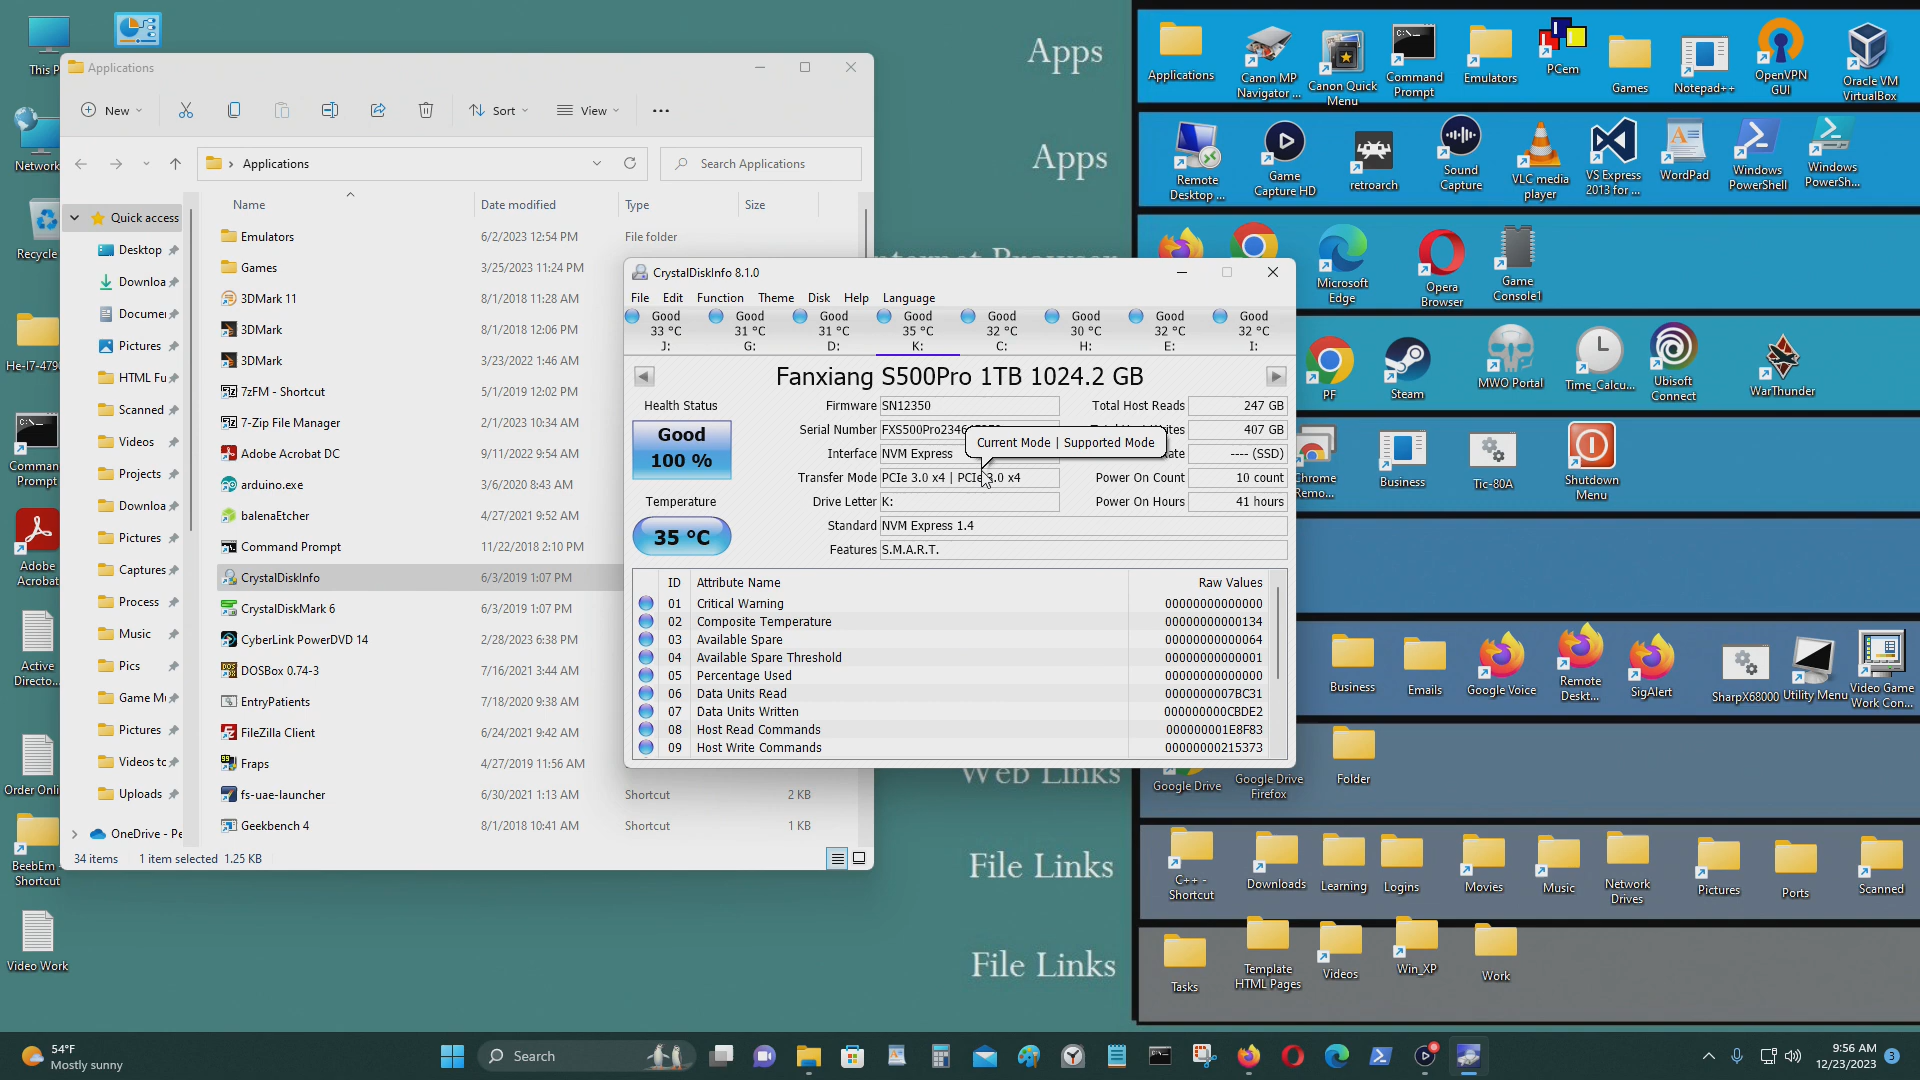 This P
Network
Recycle
He-I7-479
Command
Prompt
Adobe
Acrobat
Active
Directo...
Order Onli
BeebEm -
Shortcut
Video Work
Applications
New
Sort
View
Applications
Search Applications
Name
Date modified
Type
Size
Quick access
Desktop
Downloa
Documer
Pictures
HTML Fu
Scanned
Videos
Projects
Downloa
Pictures
Captures
Process
Music
Pics
Game Mu
Pictures
Videos to
Uploads
OneDrive - Pe
Emulators 6/2/2023 12:54 PM File folder
Games 3/25/2023 11:24 PM
3DMark 11 8/1/2018 11:28 AM
3DMark 8/1/2018 12:06 PM
3DMark 3/23/2022 1:46 AM
7zFM - Shortcut 5/1/2019 12:02 PM
7-Zip File Manager 2/1/2023 10:34 AM
Adobe Acrobat DC 9/11/2022 9:54 AM
arduino.exe 3/6/2020 8:43 AM
balenaEtcher 4/27/2021 9:52 AM
Command Prompt 11/22/2018 2:10 PM
CrystalDiskInfo 6/3/2019 1:07 PM
CrystalDiskMark 6 6/3/2019 1:07 PM
CyberLink PowerDVD 14 2/28/2023 6:38 PM
DOSBox 0.74-3 7/16/2021 3:44 AM
EntryPatients 7/18/2020 9:38 AM
FileZilla Client 6/24/2021 9:42 AM
Fraps 4/27/2019 11:56 AM
fs-uae-launcher 6/30/2021 1:13 AM Shortcut 2 KB
Geekbench 4 8/1/2018 10:41 AM Shortcut 1 KB
34 items 1 item selected 1.25 KB
CrystalDiskInfo 8.1.0
File Edit Function Theme Disk Help Language
Good Good Good Good Good Good Good Good
33 °C 31 °C 31 °C 35 °C 32 °C 30 °C 32 °C 32 °C
J: G: D: K: C: H: E: I:
Fanxiang S500Pro 1TB 1024.2 GB
Health Status
Good
100 %
Temperature
35 °C
Firmware SN12350
Serial Number
Interface NVM Express
Transfer Mode PCIe 3.0 x4 | PCIe 3.0 x4
Drive Letter K:
Standard NVM Express 1.4
Features S.M.A.R.T.
Current Mode | Supported Mode
Total Host Reads 247 GB
407 GB
---- (SSD)
Power On Count 10 count
Power On Hours 41 hours
ID Attribute Name Raw Values
01 Critical Warning 00000000000000
02 Composite Temperature 00000000000134
03 Available Spare 00000000000064
04 Available Spare Threshold 00000000000001
05 Percentage Used 00000000000000
06 Data Units Read 0000000007BC31
07 Data Units Written 000000000CBDE2
08 Host Read Commands 000000001E8F83
09 Host Write Commands 00000000215373
Apps
Apps
Web Links
File Links
File Links
Applications
Canon MP
Navigator ...
Canon Quick
Menu
Command
Prompt
Emulators
PCem
Games
Notepad++
OpenVPN
GUI
Oracle VM
VirtualBox
Remote
Desktop ...
Game
Capture HD
retroarch
Sound
Capture
VLC media
player
VS Express
2013 for ...
WordPad
Windows
PowerShell
Windows
PowerSh...
Microsoft
Edge
Opera
Browser
Game
Console1
PF
Steam
MWO Portal
Time_Calcu...
Ubisoft
Connect
WarThunder
Chrome
Remo...
Business
Tic-80A
Shutdown
Menu
Business
Emails
Google Voice
Remote
Deskt...
SigAlert
SharpX68000
Utility Menu
Video Game
Work Con...
Google Drive
Google Drive
Firefox
Folder
C++ -
Shortcut
Downloads
Learning
Logins
Movies
Music
Network
Drives
Pictures
Ports
Scanned
Tasks
Template
HTML Pages
Videos
Win_XP
Work
54°F
Mostly sunny
Search
9:56 AM
12/23/2023
3